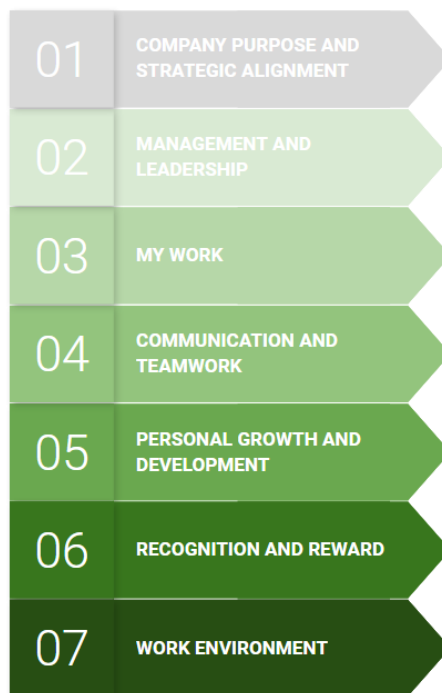 01
COMPANY PURPOSE AND
STRATEGIC ALIGNMENT
02
MANAGEMENT AND
LEADERSHIP
03
MY WORK
04
COMMUNICATION AND
TEAMWORK
05
PERSONAL GROWTH AND
DEVELOPMENT
06
RECOGNITION AND REWARD
07
WORK ENVIRONMENT